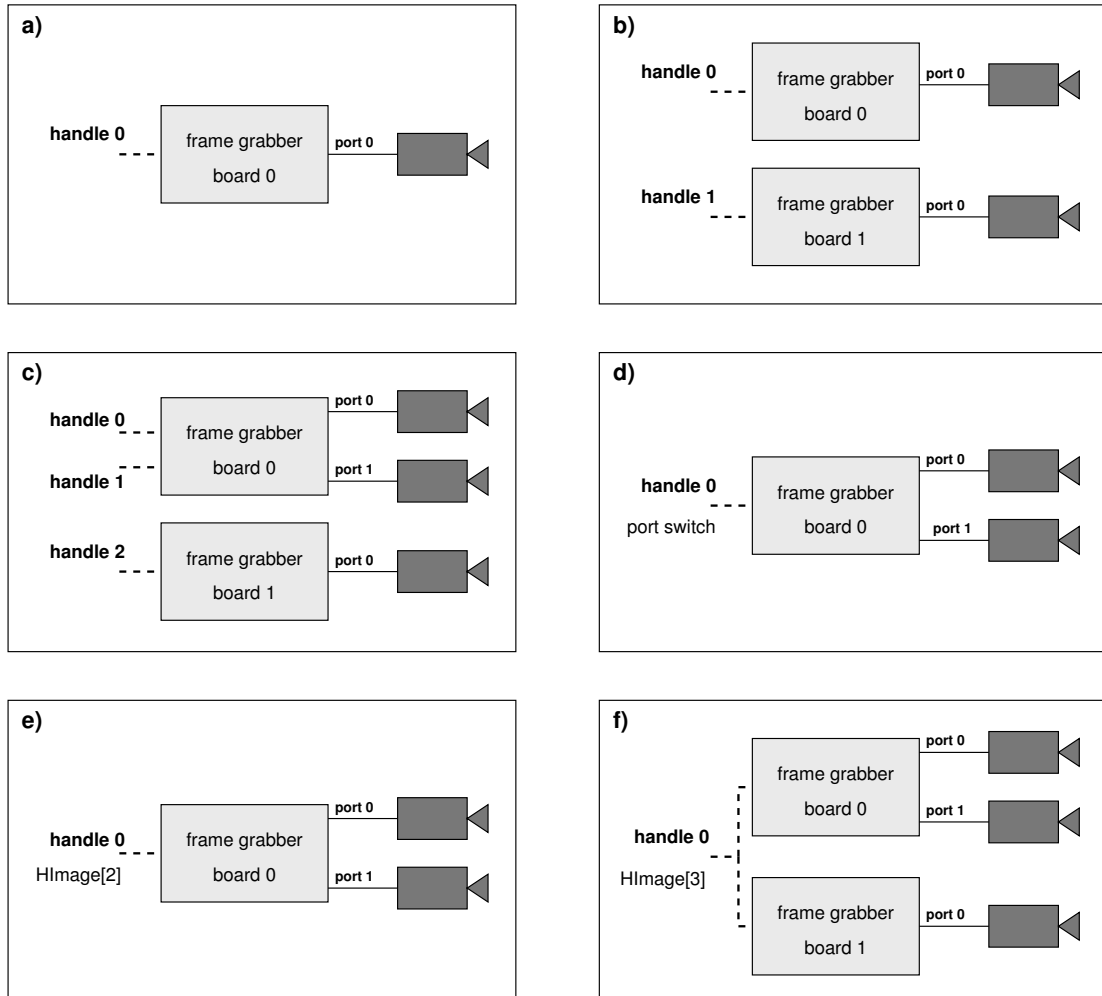 a)
handle 0
frame grabber
board 0
port 0
b)
handle 0
frame grabber
board 0
port 0
handle 1
frame grabber
board 1
port 0
c)
handle 0
handle 1
frame grabber
board 0
port 0
port 1
handle 2
frame grabber
board 1
port 0
d)
handle 0
port switch
frame grabber
board 0
port 0
port 1
e)
handle 0
HImage[2]
frame grabber
board 0
port 0
port 1
f)
handle 0
HImage[3]
frame grabber
board 0
port 0
port 1
frame grabber
board 1
port 0